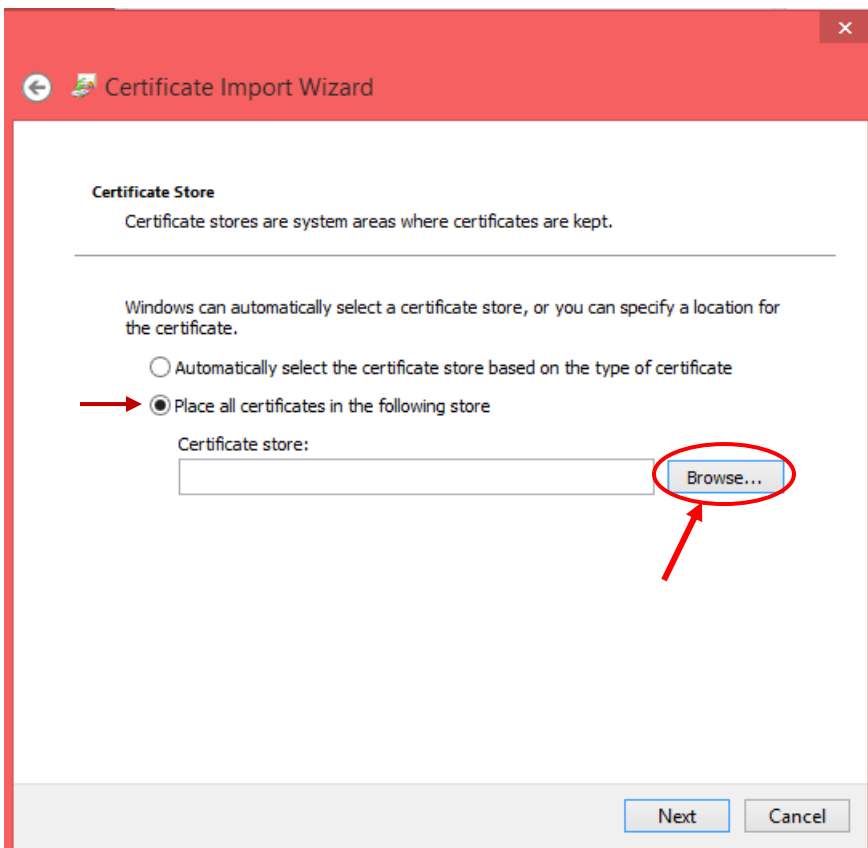 Certificate Import Wizard
Certificate Store
Certificate stores are system areas where certificates are kept.
Windows can automatically select a certificate store, or you can specify a location for
the certificate.
Automatically select the certificate store based on the type of certificate
Place all certificates in the following store
Certificate store:
Browse...
Next
Cancel